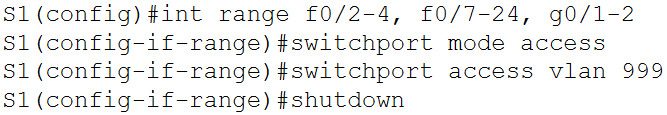 S1(config)#int range f0/2-4, f0/7-24, g0/1-2
S1(config-if-range)#switchport mode access
S1(config-if-range)#switchport access vlan 999
S1(config-if-range)#shutdown